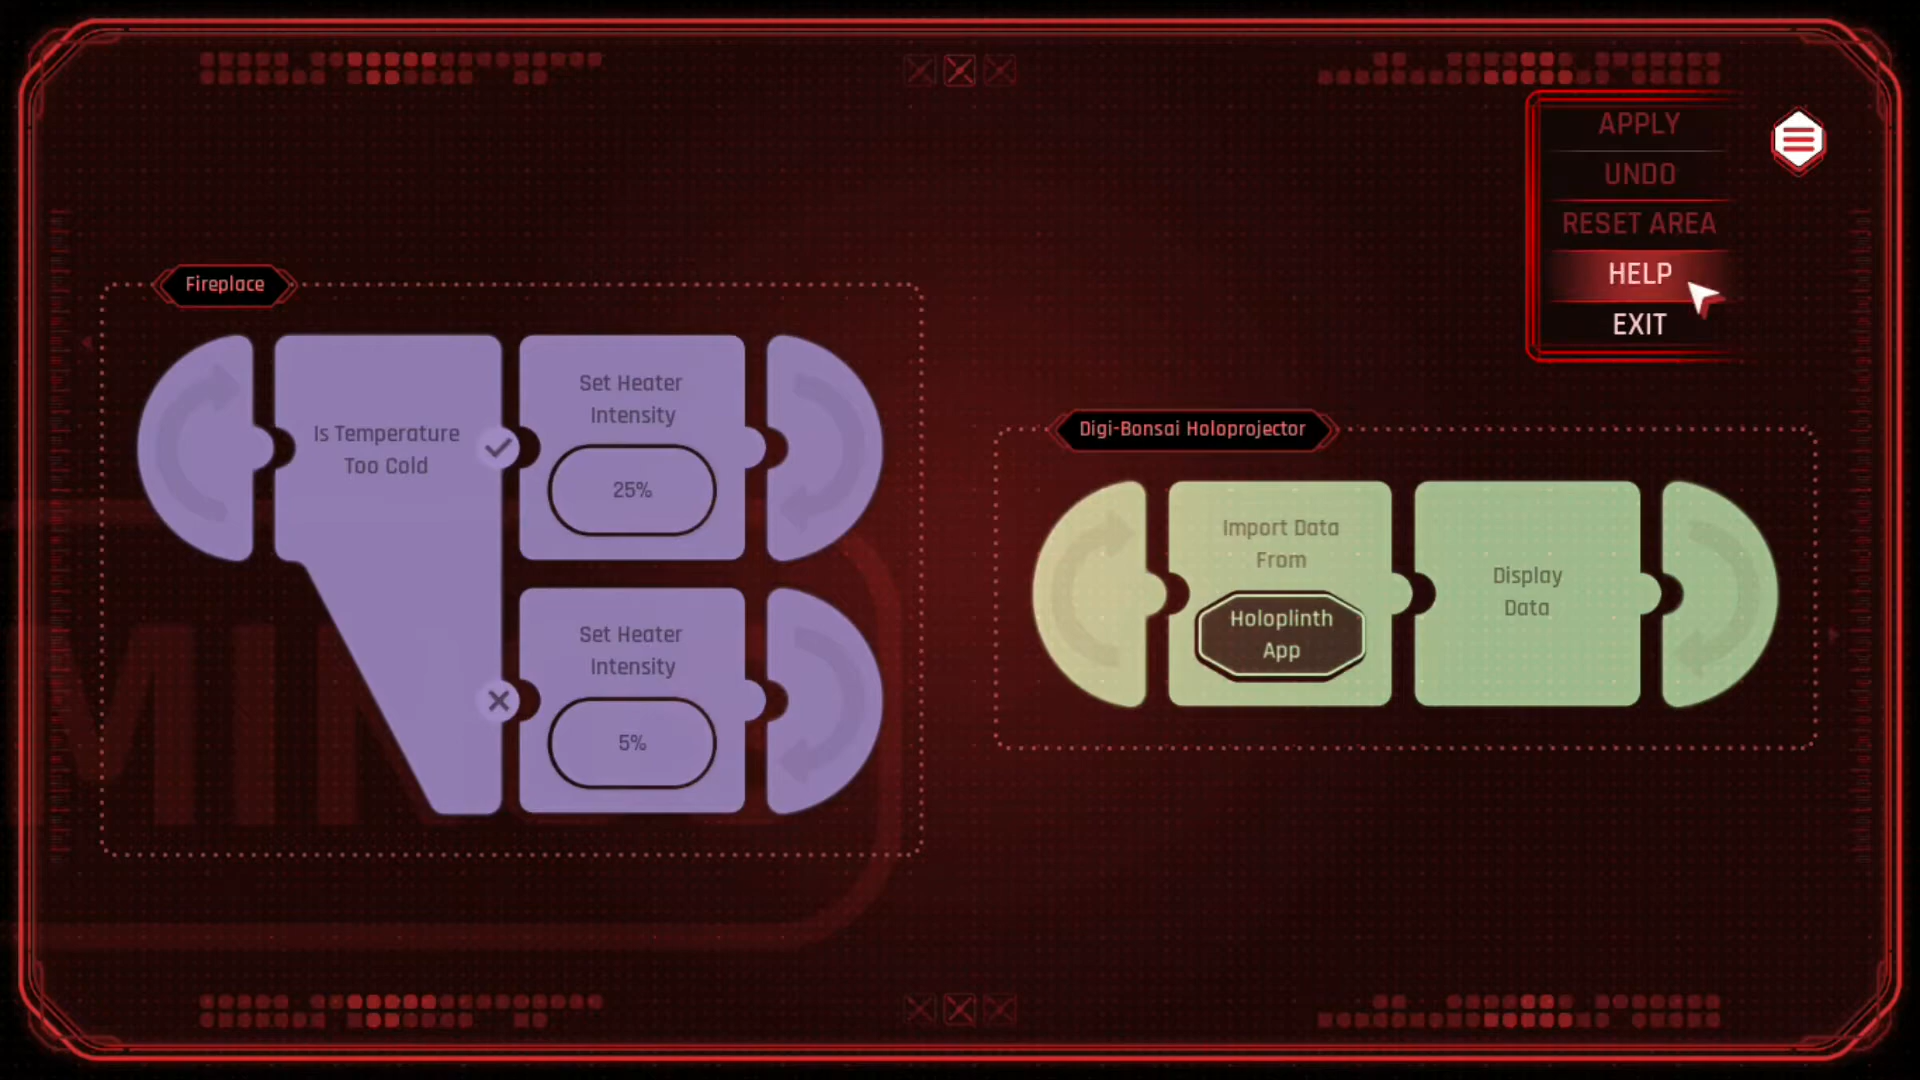 APPLY
UNDO
RESET AREA
HELP
EXIT
Fireplace
Is Temperature
Too Cold
Set Heater
Intensity
25%
Set Heater
Intensity
5%
Digi-Bonsai Holoprojector
Import Data
From
Holoplinth
App
Display
Data